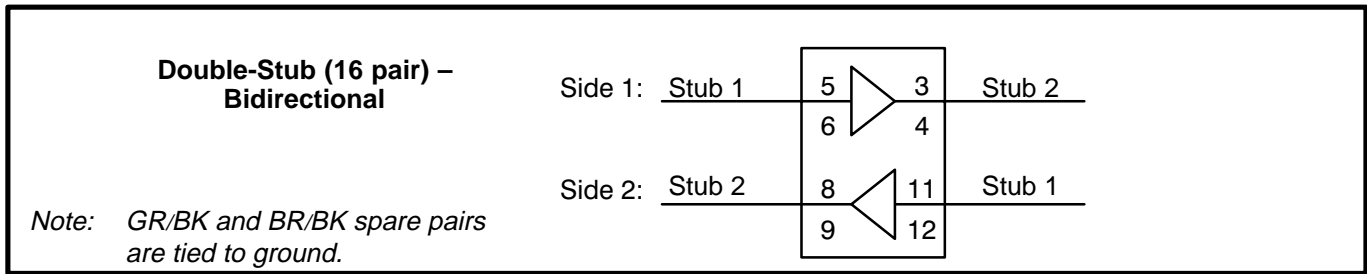 Double-Stub (16 pair) –
Bidirectional
Side 1: Stub 1 5 3 Stub 2
6 4
Side 2: Stub 2 8 11 Stub 1
9 12
Note: GR/BK and BR/BK spare pairs
are tied to ground.